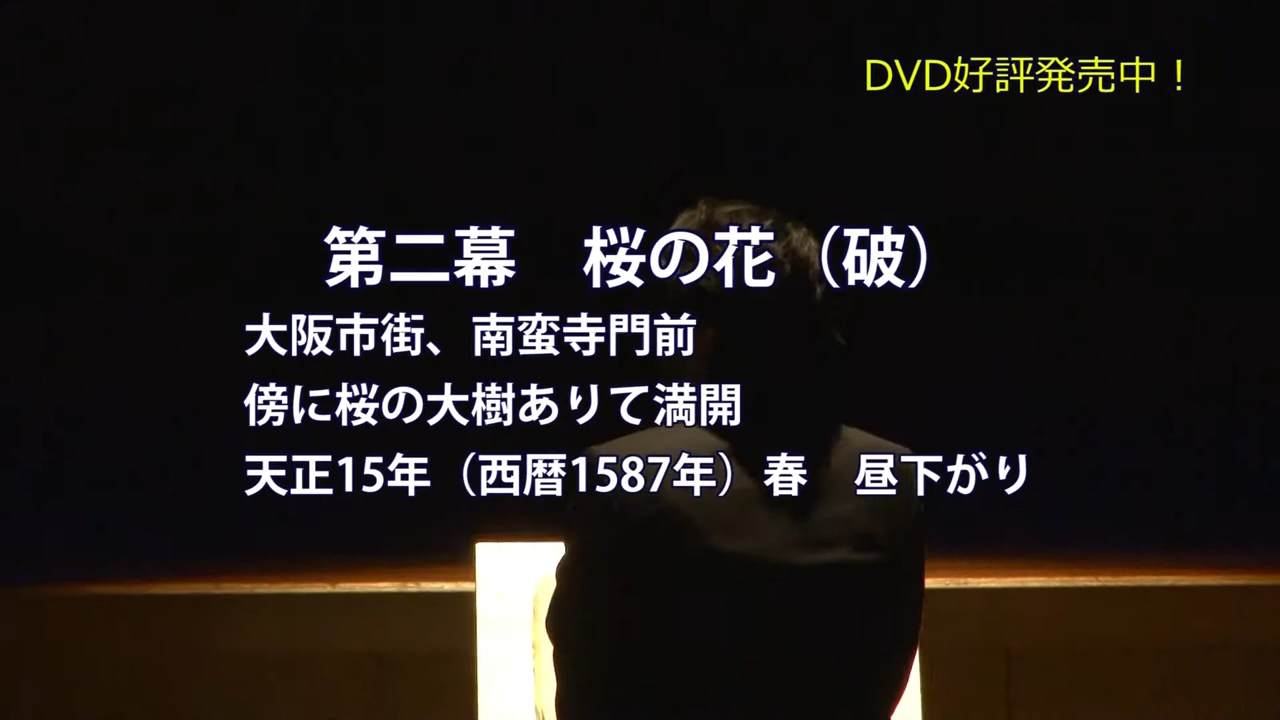 DVD好評発売中！
第二幕　桜の花（破）
大阪市街、南蛮寺門前
傍に桜の大樹ありて満開
天正15年（西暦1587年）春　昼下がり